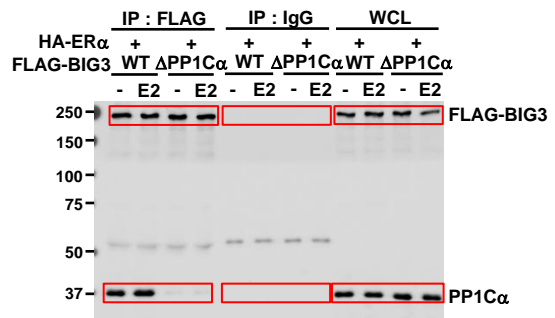 IP : FLAG IP : IgG WCL
HA-ERα + + + + + +
FLAG-BIG3 WT ΔPP1Cα WT ΔPP1Cα WT ΔPP1Cα
- E2 - E2 - E2 - E2 - E2 - E2
250 FLAG-BIG3
150
100
75
50
37 PP1Cα